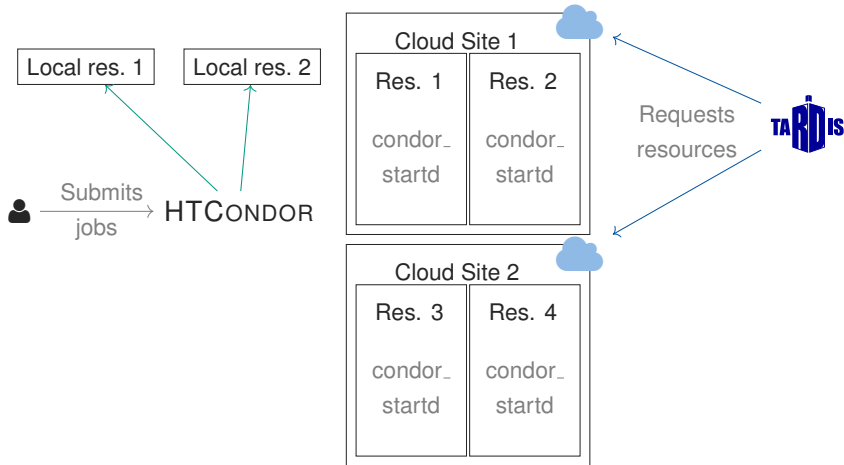 Local res. 1
Local res. 2
Submits
jobs
HTCONDOR
Cloud Site 1
Res. 1
condor_
startd
Res. 2
condor_
startd
Cloud Site 2
Res. 3
condor_
startd
Res. 4
condor_
startd
Requests
resources
TARDIS